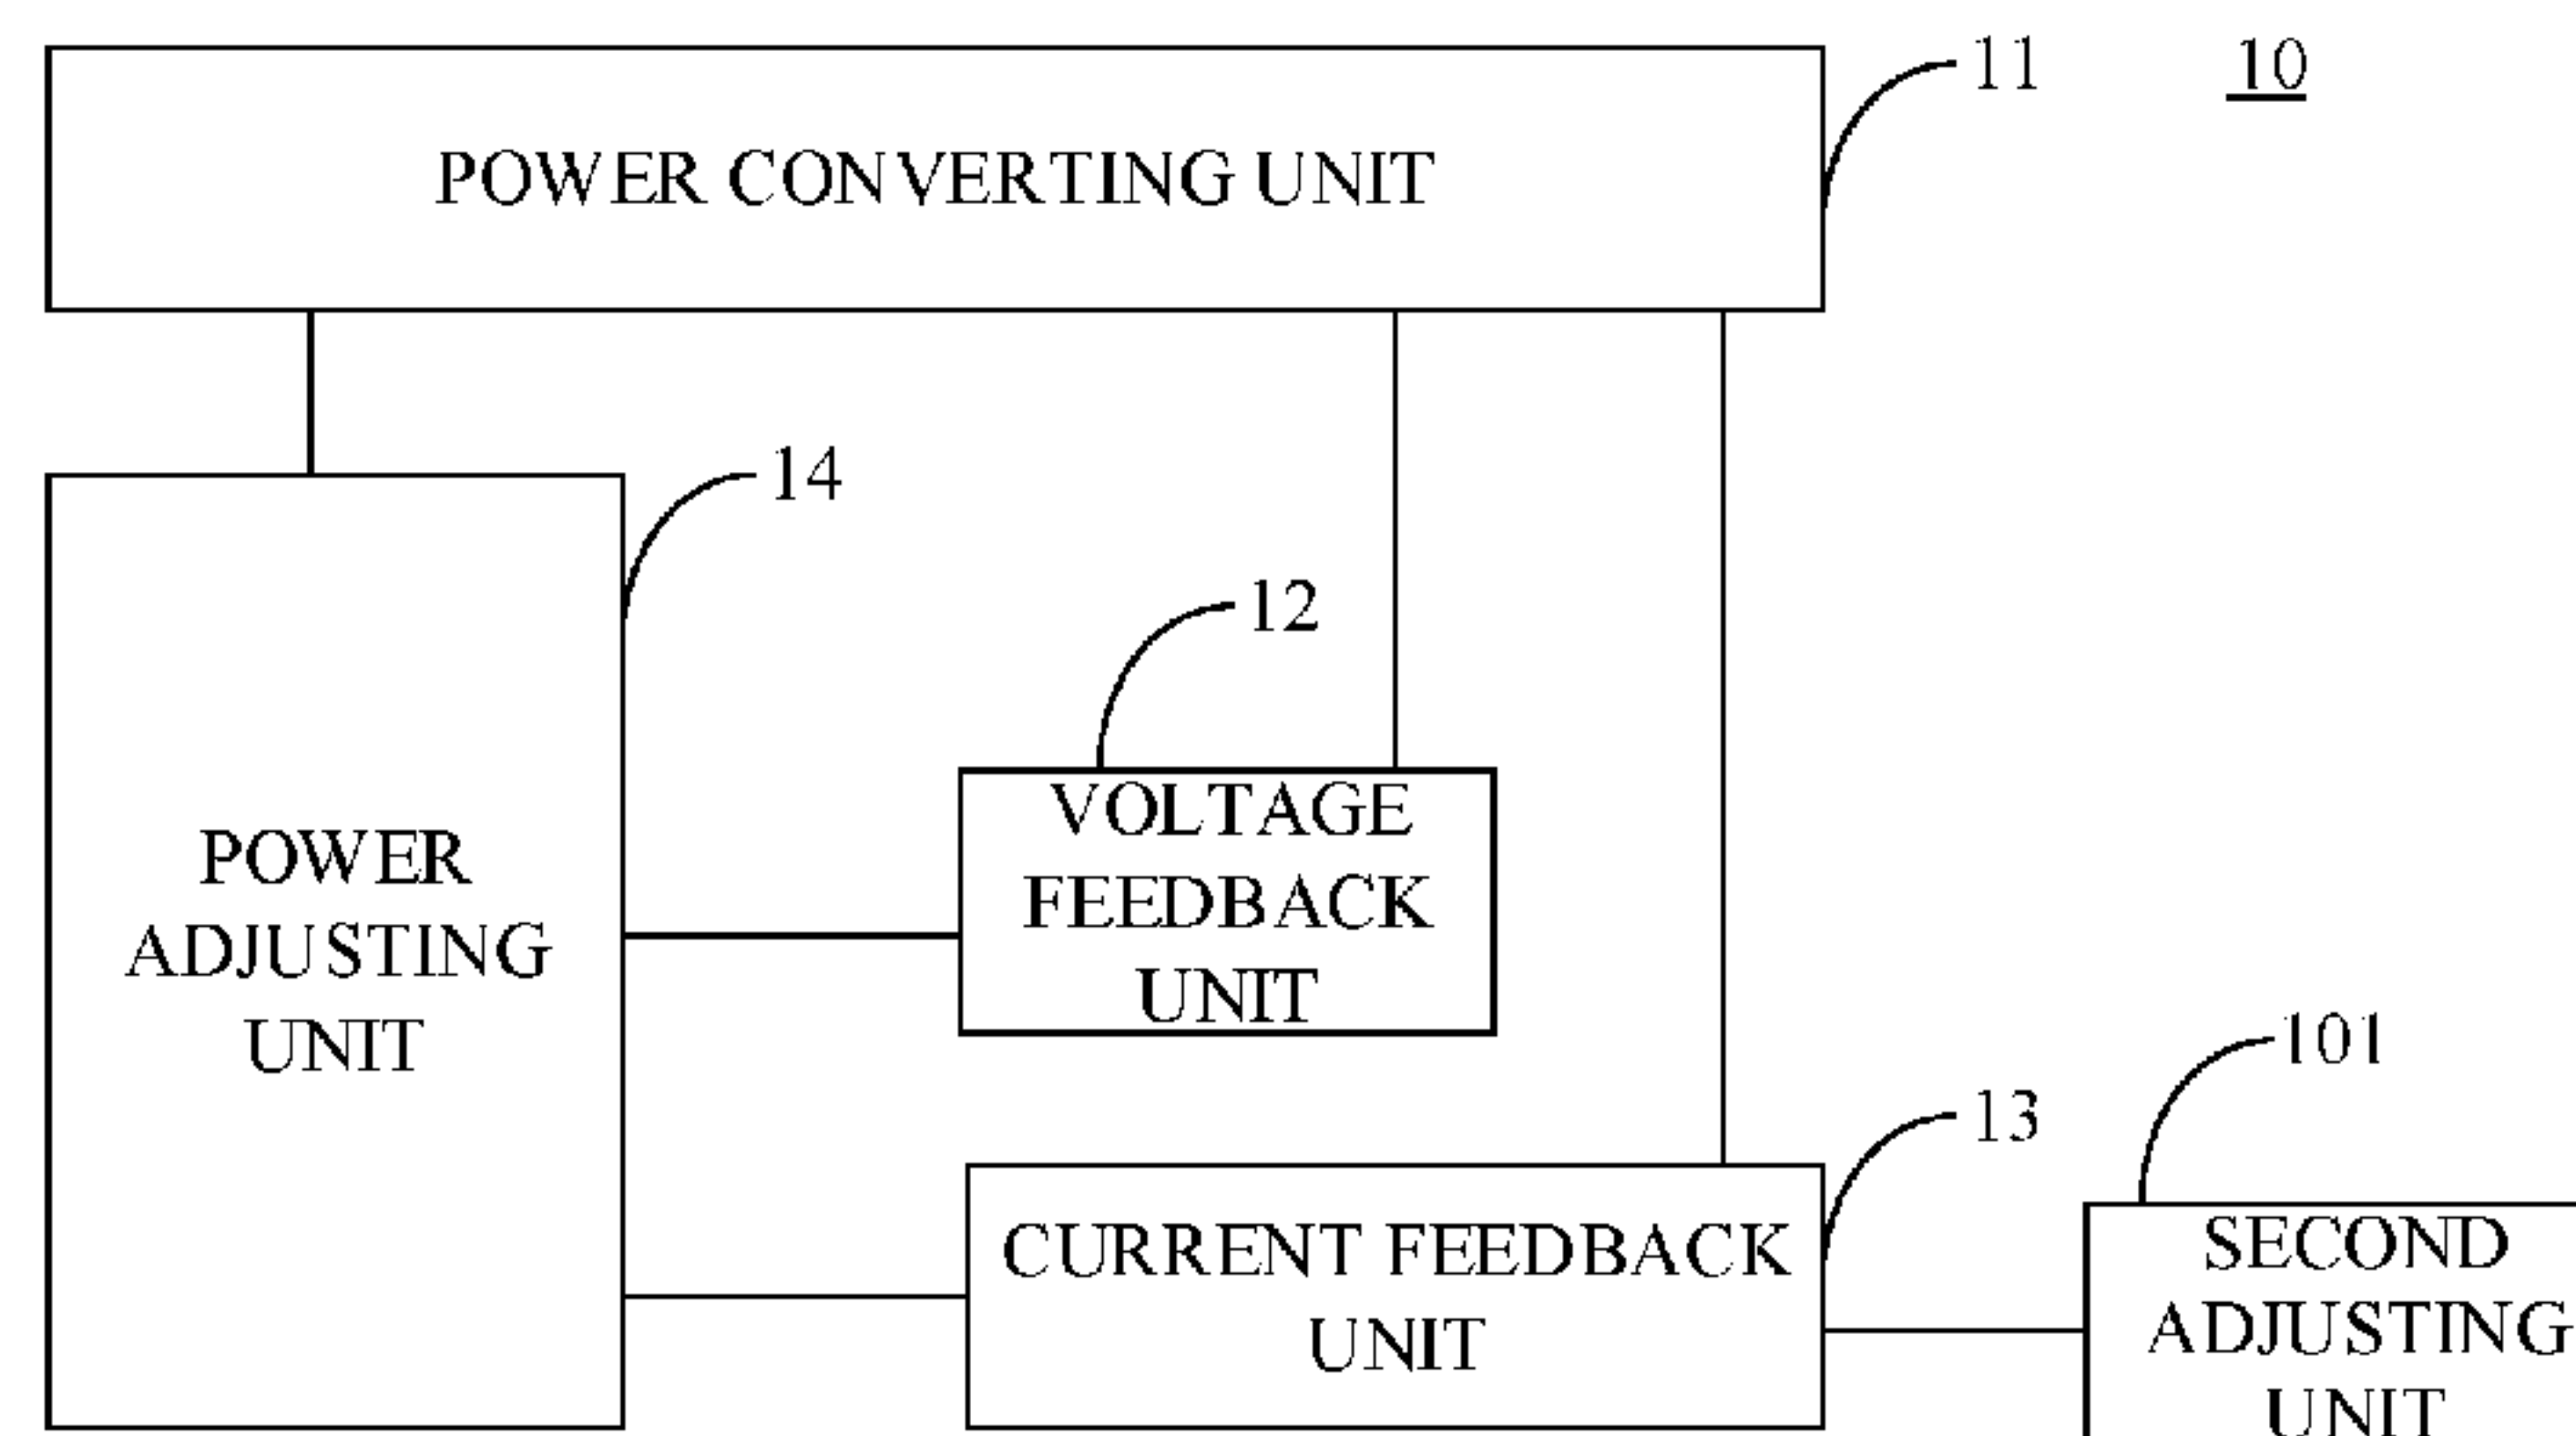 11
10
POWER CONVERTING UNIT
14
12
VOLTAGE
FEEDBACK
UNIT
POWER
ADJUSTING
UNIT
101
13
CURRENT FEEDBACK
UNIT
SECOND
ADJUSTING
UNIT